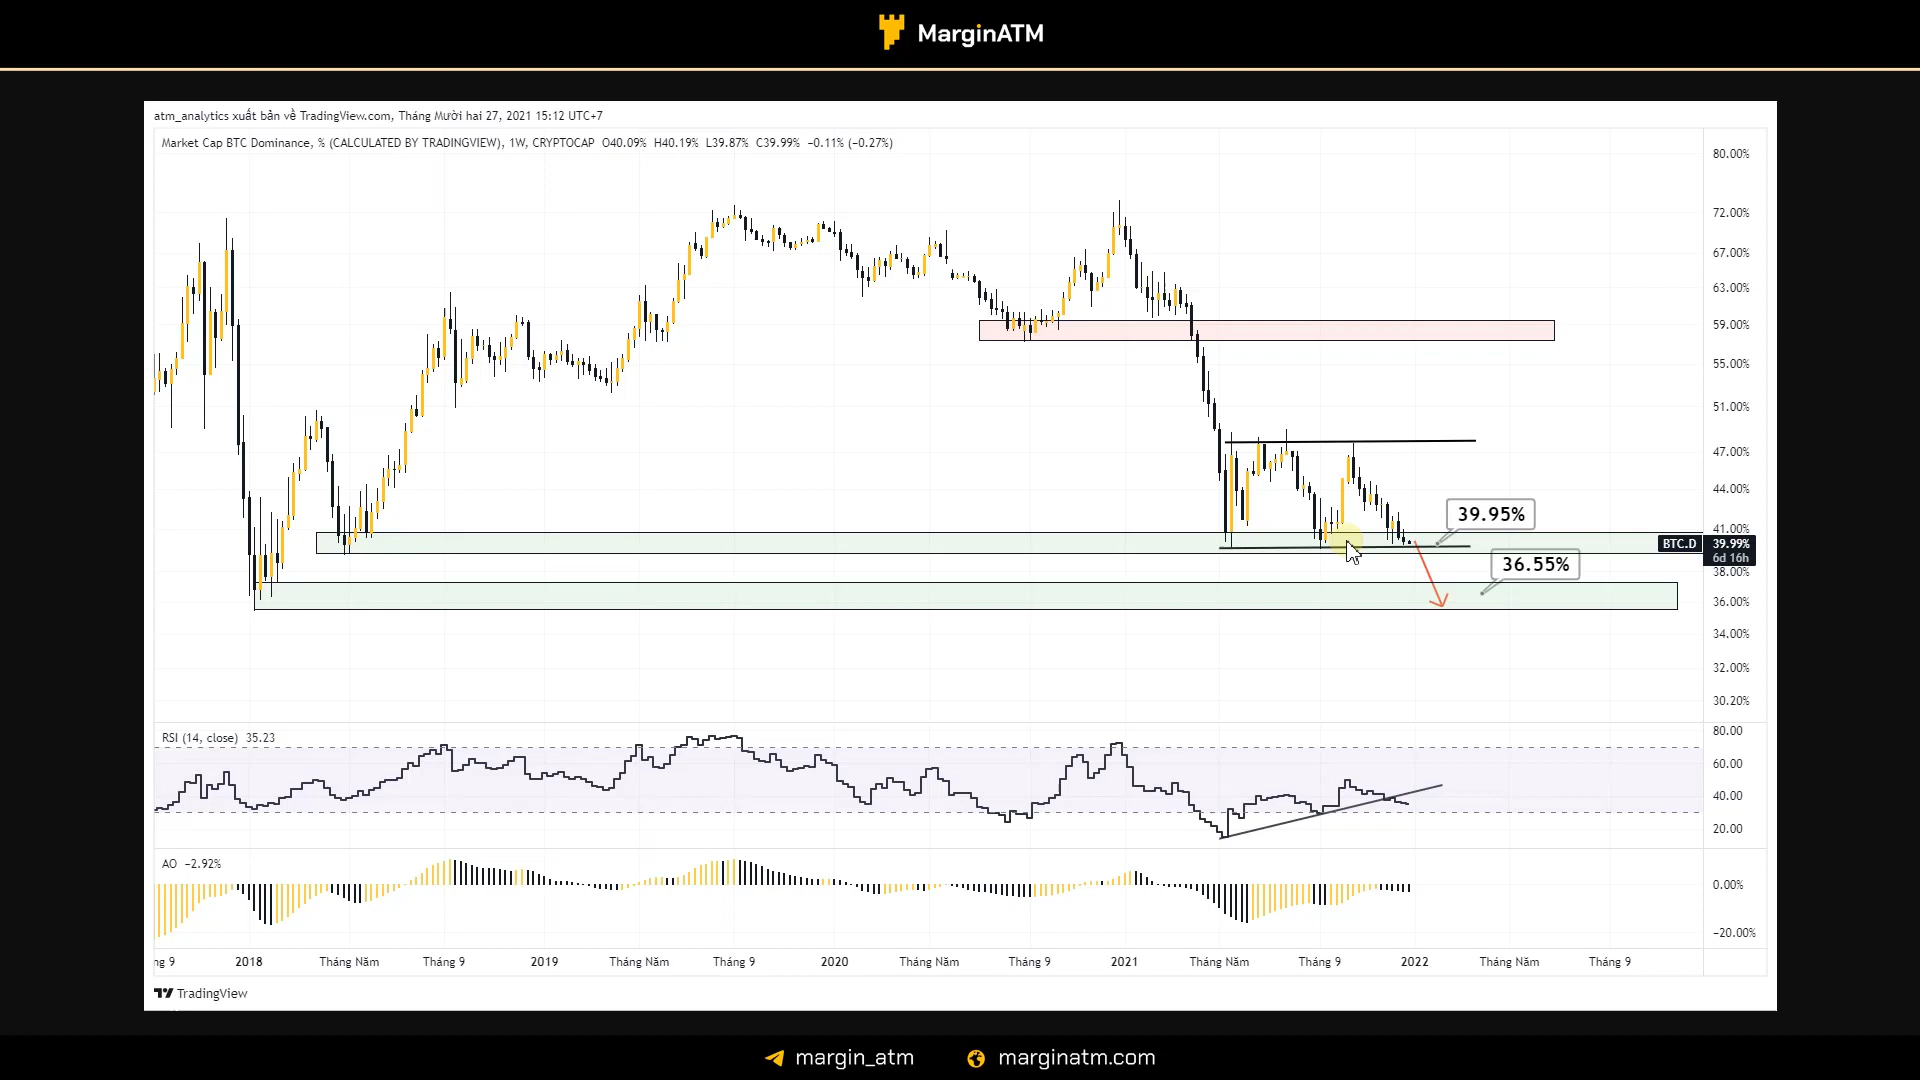 MarginATM
atm_analytics xuất bản về TradingView.com, Tháng Mười hai 27, 2021 15:12 UTC+7
Market Cap BTC Dominance, % (CALCULATED BY TRADINGVIEW), 1W, CRYPTOCAP O40.09% H40.19% L39.87% C39.99% −0.11% (−0.27%)
80.00%
72.00%
67.00%
63.00%
59.00%
55.00%
51.00%
47.00%
44.00%
39.95%
41.00%
BTC.D 39.99%
6d 16h
36.55%
38.00%
36.00%
34.00%
32.00%
30.20%
RSI (14, close) 35.23
80.00
60.00
40.00
20.00
AO −2.92%
0.00%
−20.00%
ng 9 2018 Tháng Năm Tháng 9 2019 Tháng Năm Tháng 9 2020 Tháng Năm Tháng 9 2021 Tháng Năm Tháng 9 2022 Tháng Năm Tháng 9
TradingView
margin_atm marginatm.com